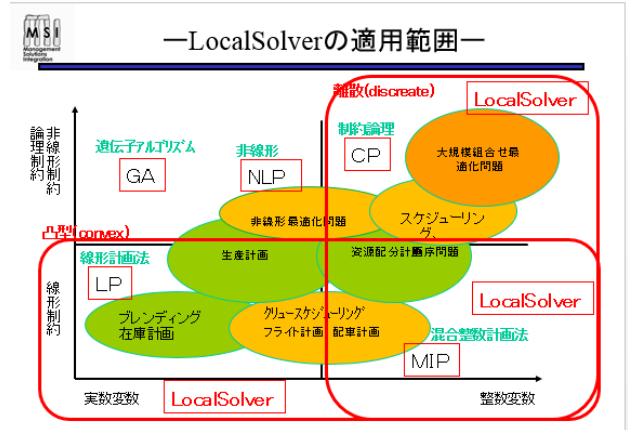 MSI
Management
Solutions
Integration
―LocalSolverの適用範囲―
離散(discreate)
LocalSolver
非線形制約
論理制約
遺伝子アルゴリズム
GA
非線形
NLP
制約論理
CP
大規模組合せ最
適化問題
非線形最適化問題
スケジューリン
グ、
凸型(convex)
線形計画法
LP
生産計画
資源配分計画
順序問題
線形制約
ブレンディング
在庫計画
クリュースケジューリング
フライト計画 配車計画
LocalSolver
混合整数計画法
MIP
実数変数
LocalSolver
整数変数